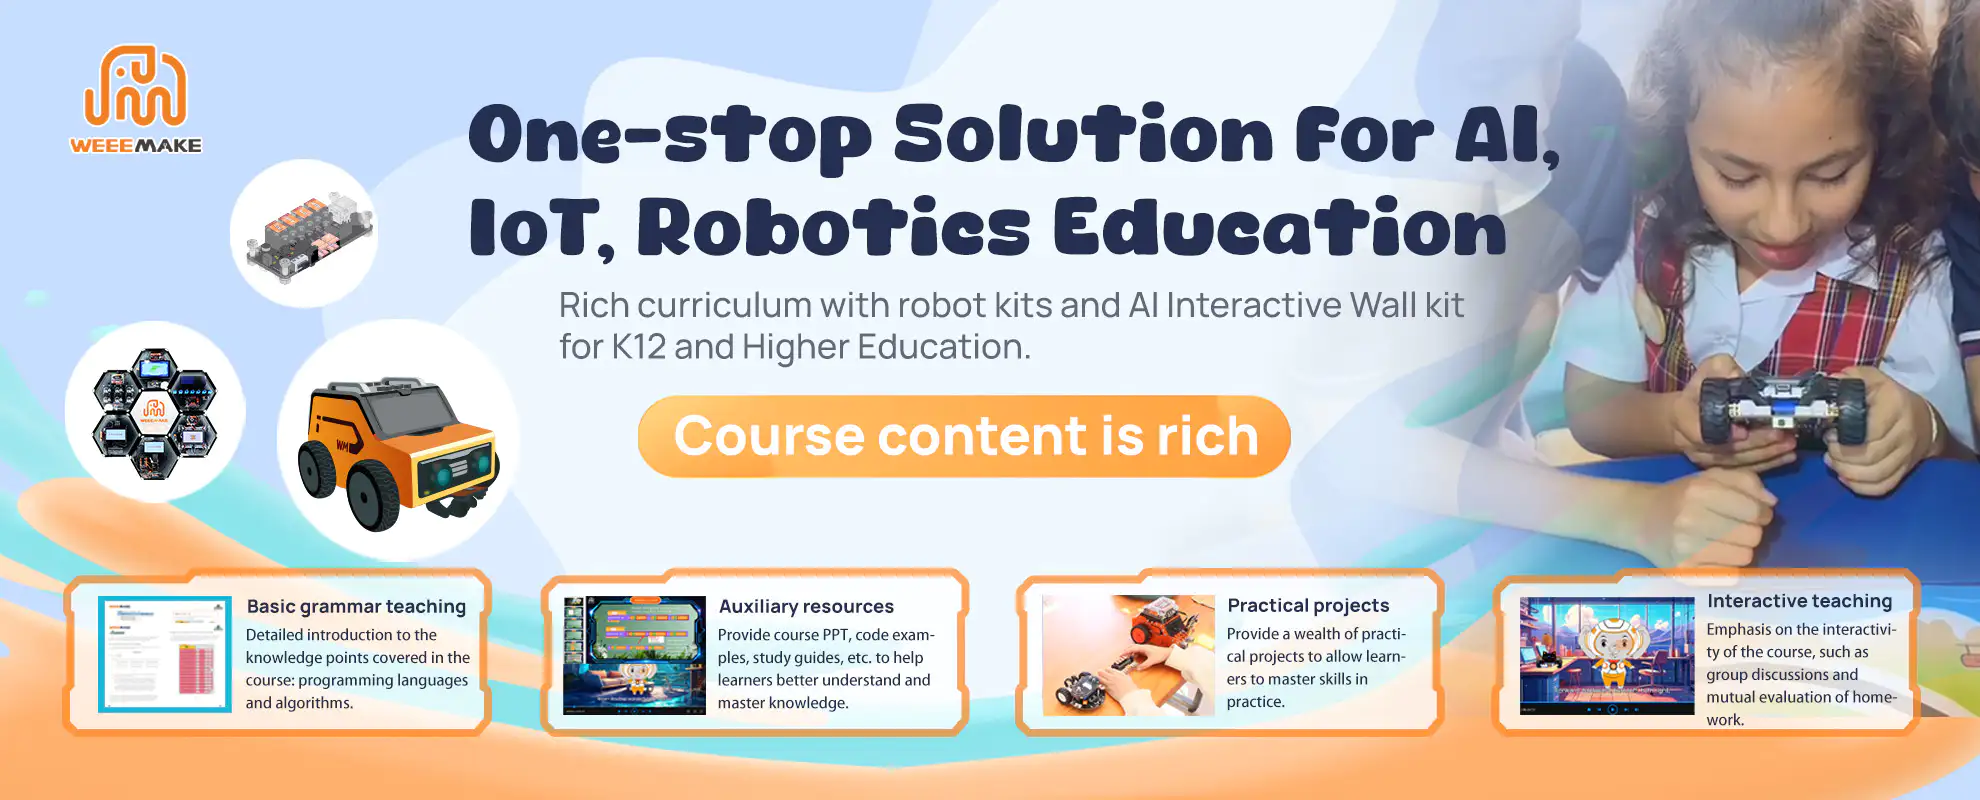 WEEEMAKE
One-stop Solution For AI,
IoT, Robotics Education
Rich curriculum with robot kits and AI Interactive Wall kit
for K12 and Higher Education.
WM
Course content is rich
Basic grammar teaching
Detailed introduction to the
knowledge points covered in the
course: programming languages
and algorithms.
Auxiliary resources
Provide course PPT, code exam-
ples, study guides, etc. to help
learners better understand and
master knowledge.
Practical projects
Provide a wealth of practi-
cal projects to allow learn-
ers to master skills in
practice.
Interactive teaching
Emphasis on the interactivi-
ty of the course, such as
group discussions and
mutual evaluation of home-
work.